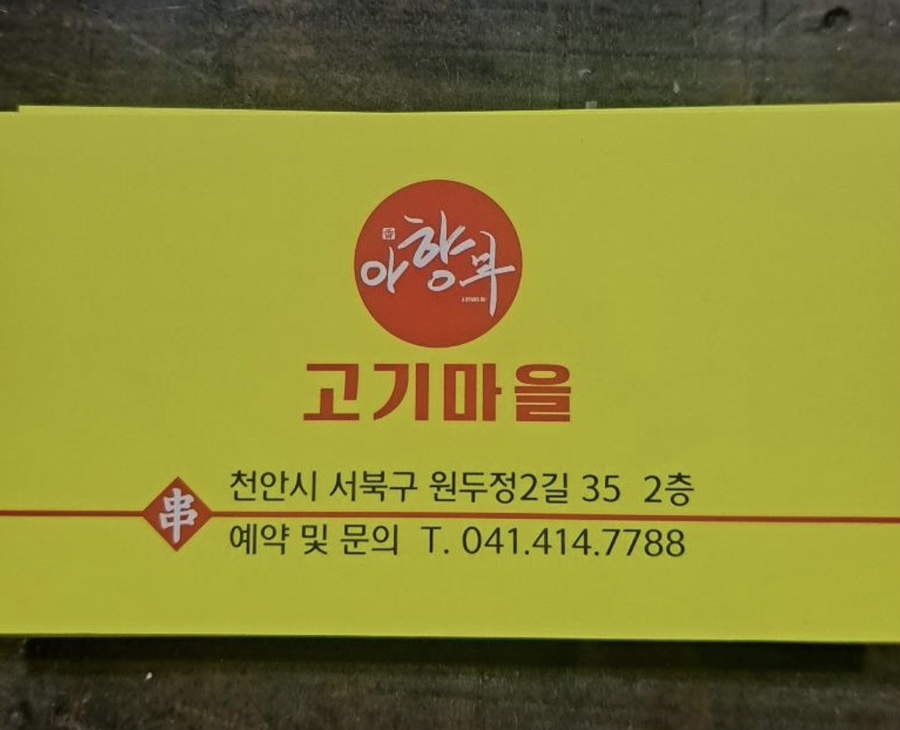 아향부
고기마을
천안시 서북구 원두정2길 35 2층
串
예약 및 문의 T. 041.414.7788